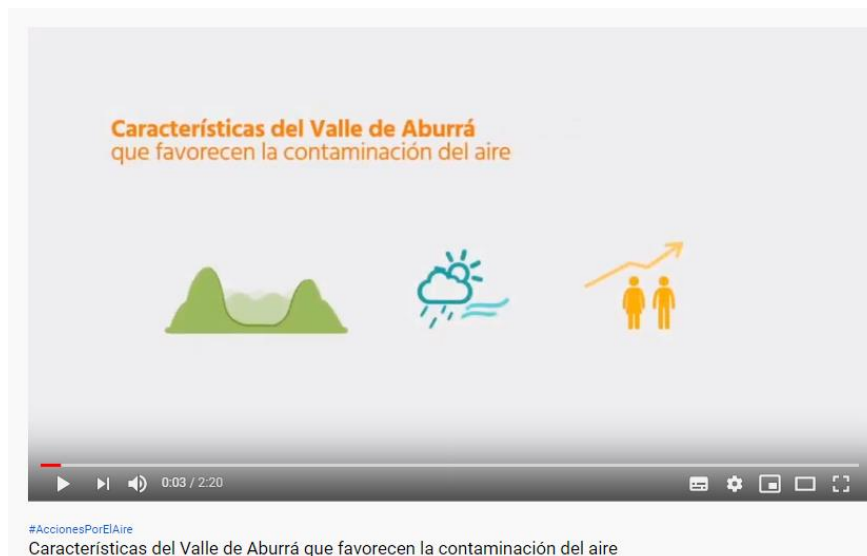 Características del Valle de Aburrá
que favorecen la contaminación del aire
0:03 / 2:20
#AccionesPorElAire
Características del Valle de Aburrá que favorecen la contaminación del aire